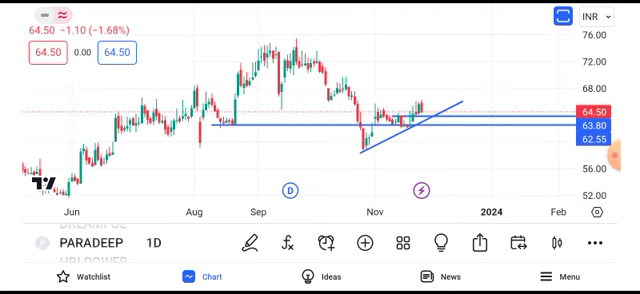 INR
76.00
64.50 −1.10 (−1.68%)
64.50 0.00 64.50
72.00
68.00
64.50
63.80
62.55
56.00
D
52.00
Jun Aug Sep Nov 2024 Feb
DREAMFUL
PARADEEP 1D
Watchlist Chart Ideas News Menu